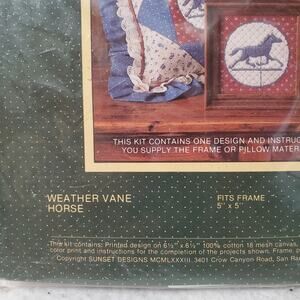 THIS KIT CONTAINS ONE DESIGN AND INSTRUC
YOU SUPPLY THE FRAME OR PILLOW MATER
WEATHER VANE
HORSE
FITS FRAME
5" x 5"
This kit contains: Printed design on 6½" x 6½" 100% cotton 18 mesh canvas,
color print and instructions for the completion of the products shown. Frame,
Copyright SUNSET DESIGNS MCMLXXXIII. 3401 Crow Canyon Road, San Ra